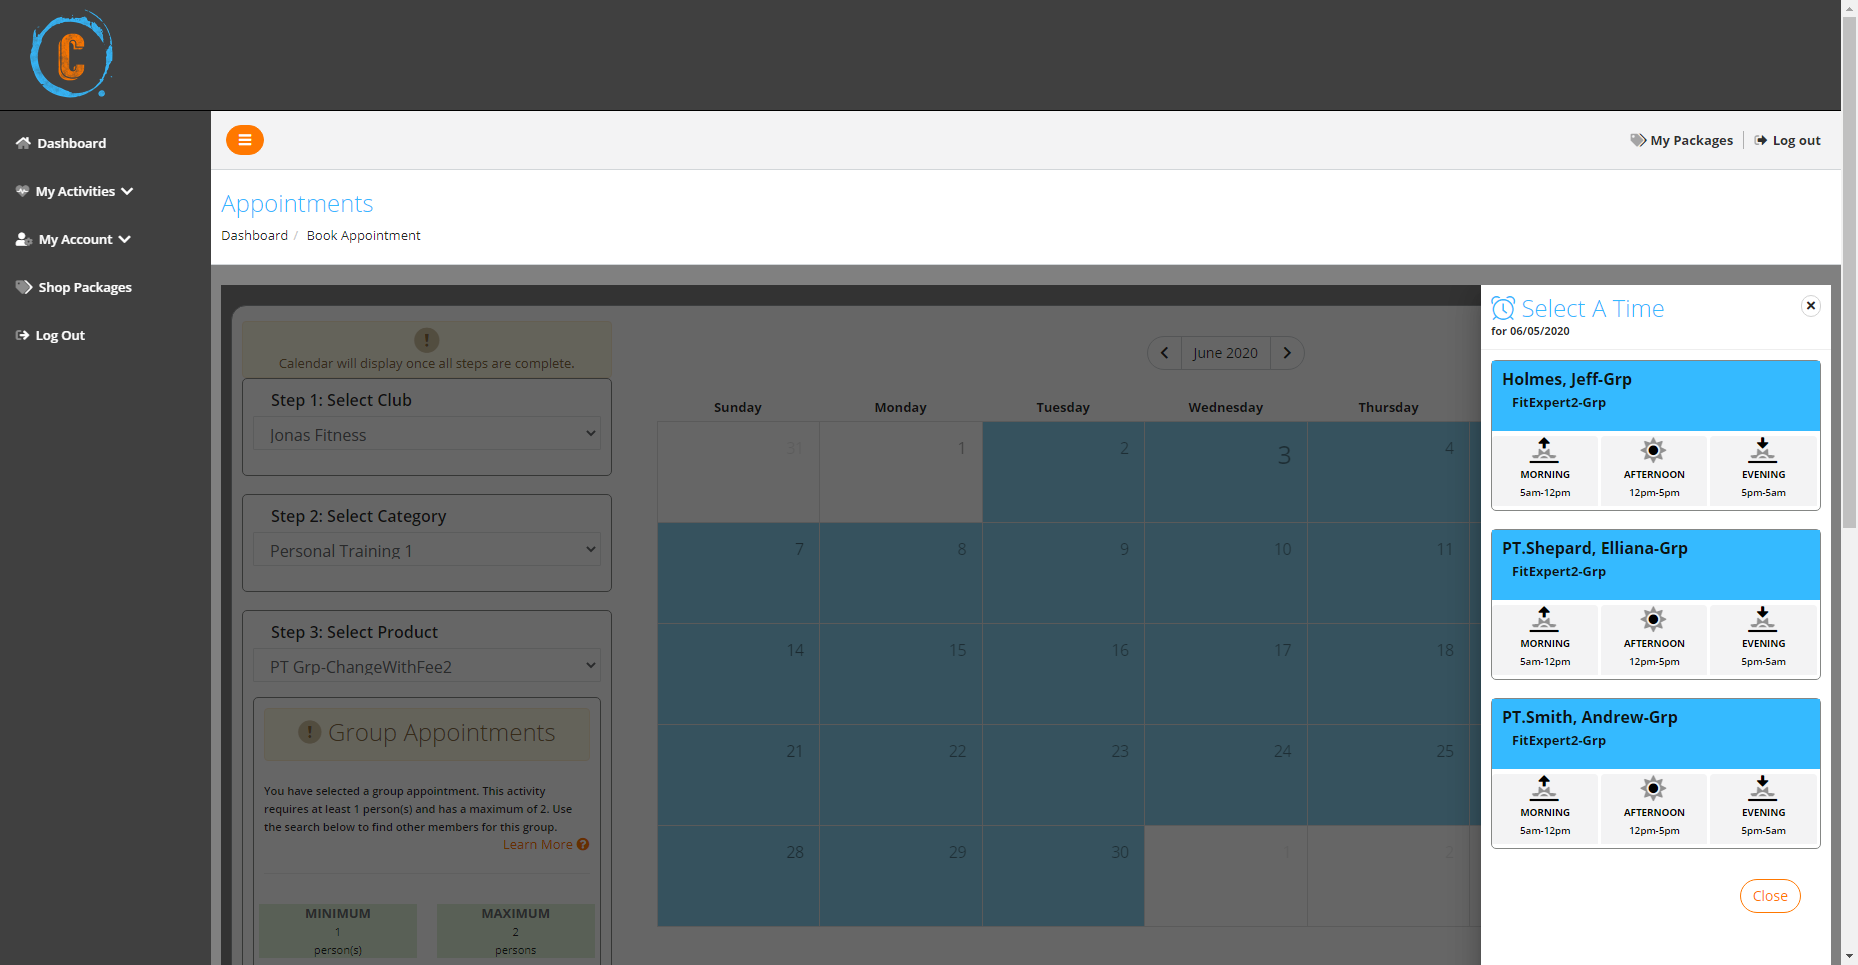 C
Dashboard
My Activities
My Account
Shop Packages
Log Out
My Packages
Log out
Appointments
Dashboard / Book Appointment
Calendar will display once all steps are complete.
Step 1: Select Club
Jonas Fitness
Step 2: Select Category
Personal Training 1
Step 3: Select Product
PT Grp-ChangeWithFee2
Group Appointments
You have selected a group appointment. This activity
requires at least 1 person(s) and has a maximum of 2. Use
the search below to find other members for this group.
Learn More
MINIMUM
1
person(s)
MAXIMUM
2
persons
June 2020
Sunday Monday Tuesday Wednesday Thursday
31 1 2 3 4
7 8 9 10 11
14 15 16 17 18
21 22 23 24 25
28 29 30 1 2
Select A Time
for 06/05/2020
Holmes, Jeff-Grp
FitExpert2-Grp
MORNING AFTERNOON EVENING
5am-12pm 12pm-5pm 5pm-5am
PT.Shepard, Elliana-Grp
FitExpert2-Grp
MORNING AFTERNOON EVENING
5am-12pm 12pm-5pm 5pm-5am
PT.Smith, Andrew-Grp
FitExpert2-Grp
MORNING AFTERNOON EVENING
5am-12pm 12pm-5pm 5pm-5am
Close